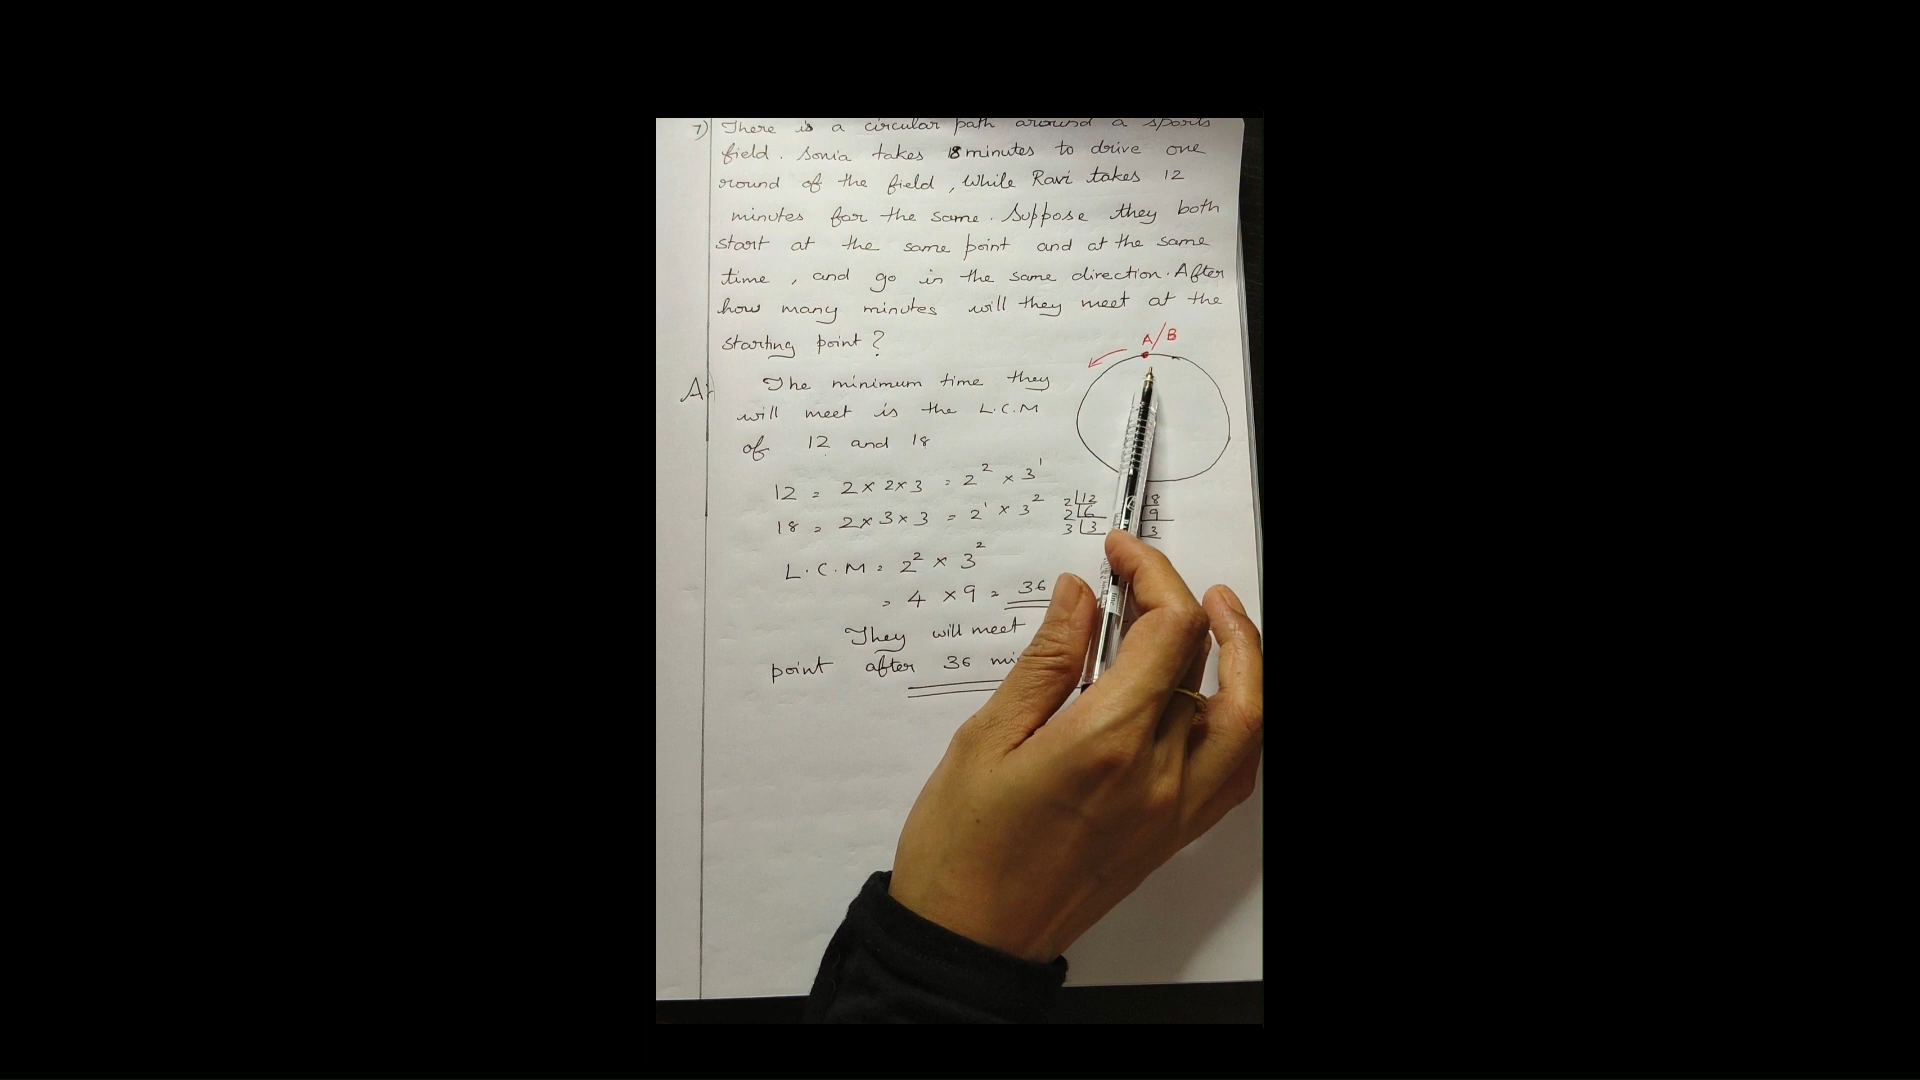 7) There is a circular path around a sports
field. Sonia takes 18 minutes to drive one
round of the field, While Ravi takes 12
minutes for the same. Suppose they both
start at the same point and at the same
time, and go in the same direction. After
how many minutes will they meet at the
starting point?
A/B
The minimum time they
will meet is the L.C.M
of 12 and 18
12 = 2 × 2 × 3 = 2² × 3¹
18 = 2 × 3 × 3 = 2¹ × 3²
2 12 18
2 6 9
3 3 3
L.C.M = 2² × 3²
= 4 × 9 = 36
They will meet
point after 36